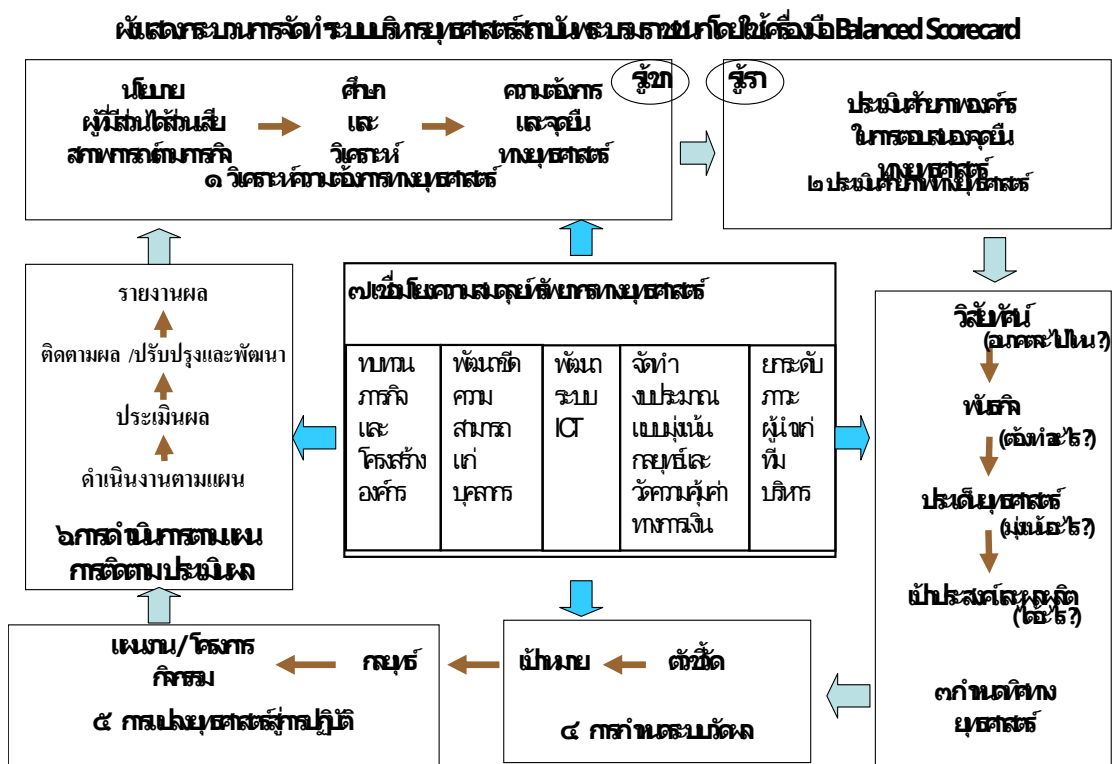 ผังแสดงกระบวนการจัดทำระบบบริหารยุทธศาสตร์สถาบันพระบรมราชชนกโดยใช้เครื่องมือ Balanced Scorecard
นโยบาย
ผู้มีส่วนได้ส่วนเสีย
สภาพการณ์ตามภารกิจ
ศึกษา
และ
วิเคราะห์
ความต้องการ
และจุดยืน
ทางยุทธศาสตร์
รู้เขา
๑ วิเคราะห์ความต้องการทางยุทธศาสตร์
รู้เรา
ประเมินศักยภาพองค์กร
ในการตอบสนองจุดยืน
ทางยุทธศาสตร์
๒ ประเมินศักยภาพทางยุทธศาสตร์
รายงานผล
ติดตามผล /ปรับปรุงและพัฒนา
ประเมินผล
ดำเนินงานตามแผน
๖.การดำเนินการตามแผน
การติดตามประเมินผล
๗.เชื่อมโยงความสมดุลย์ทรัพยากรทางยุทธศาสตร์
ทบทวน
ภารกิจ
และ
โครงสร้าง
องค์กร
พัฒนาขีด
ความ
สามารถ
แก่
บุคลากร
พัฒนา
ระบบ
ICT
จัดทำ
งบประมาณ
แบบมุ่งเน้น
กลยุทธ์และ
วัดความคุ้มค่า
ทางการเงิน
ยกระดับ
ภาวะ
ผู้นำแก่
ทีม
บริหาร
วิสัยทัศน์
(อนาคตจะไปไหน?)
พันธกิจ
(ต้องทำอะไร?)
ประเด็นยุทธศาสตร์
(มุ่งเน้นอะไร?)
เป้าประสงค์และผลผลิต
(ได้อะไร?)
๓กำหนดทิศทาง
ยุทธศาสตร์
แผนงาน/โครงการ
กิจกรรม
กลยุทธ์
๕ การแปลงยุทธศาสตร์สู่การปฏิบัติ
เป้าหมาย
ตัวชี้วัด
๔ การกำหนดระบบวัดผล